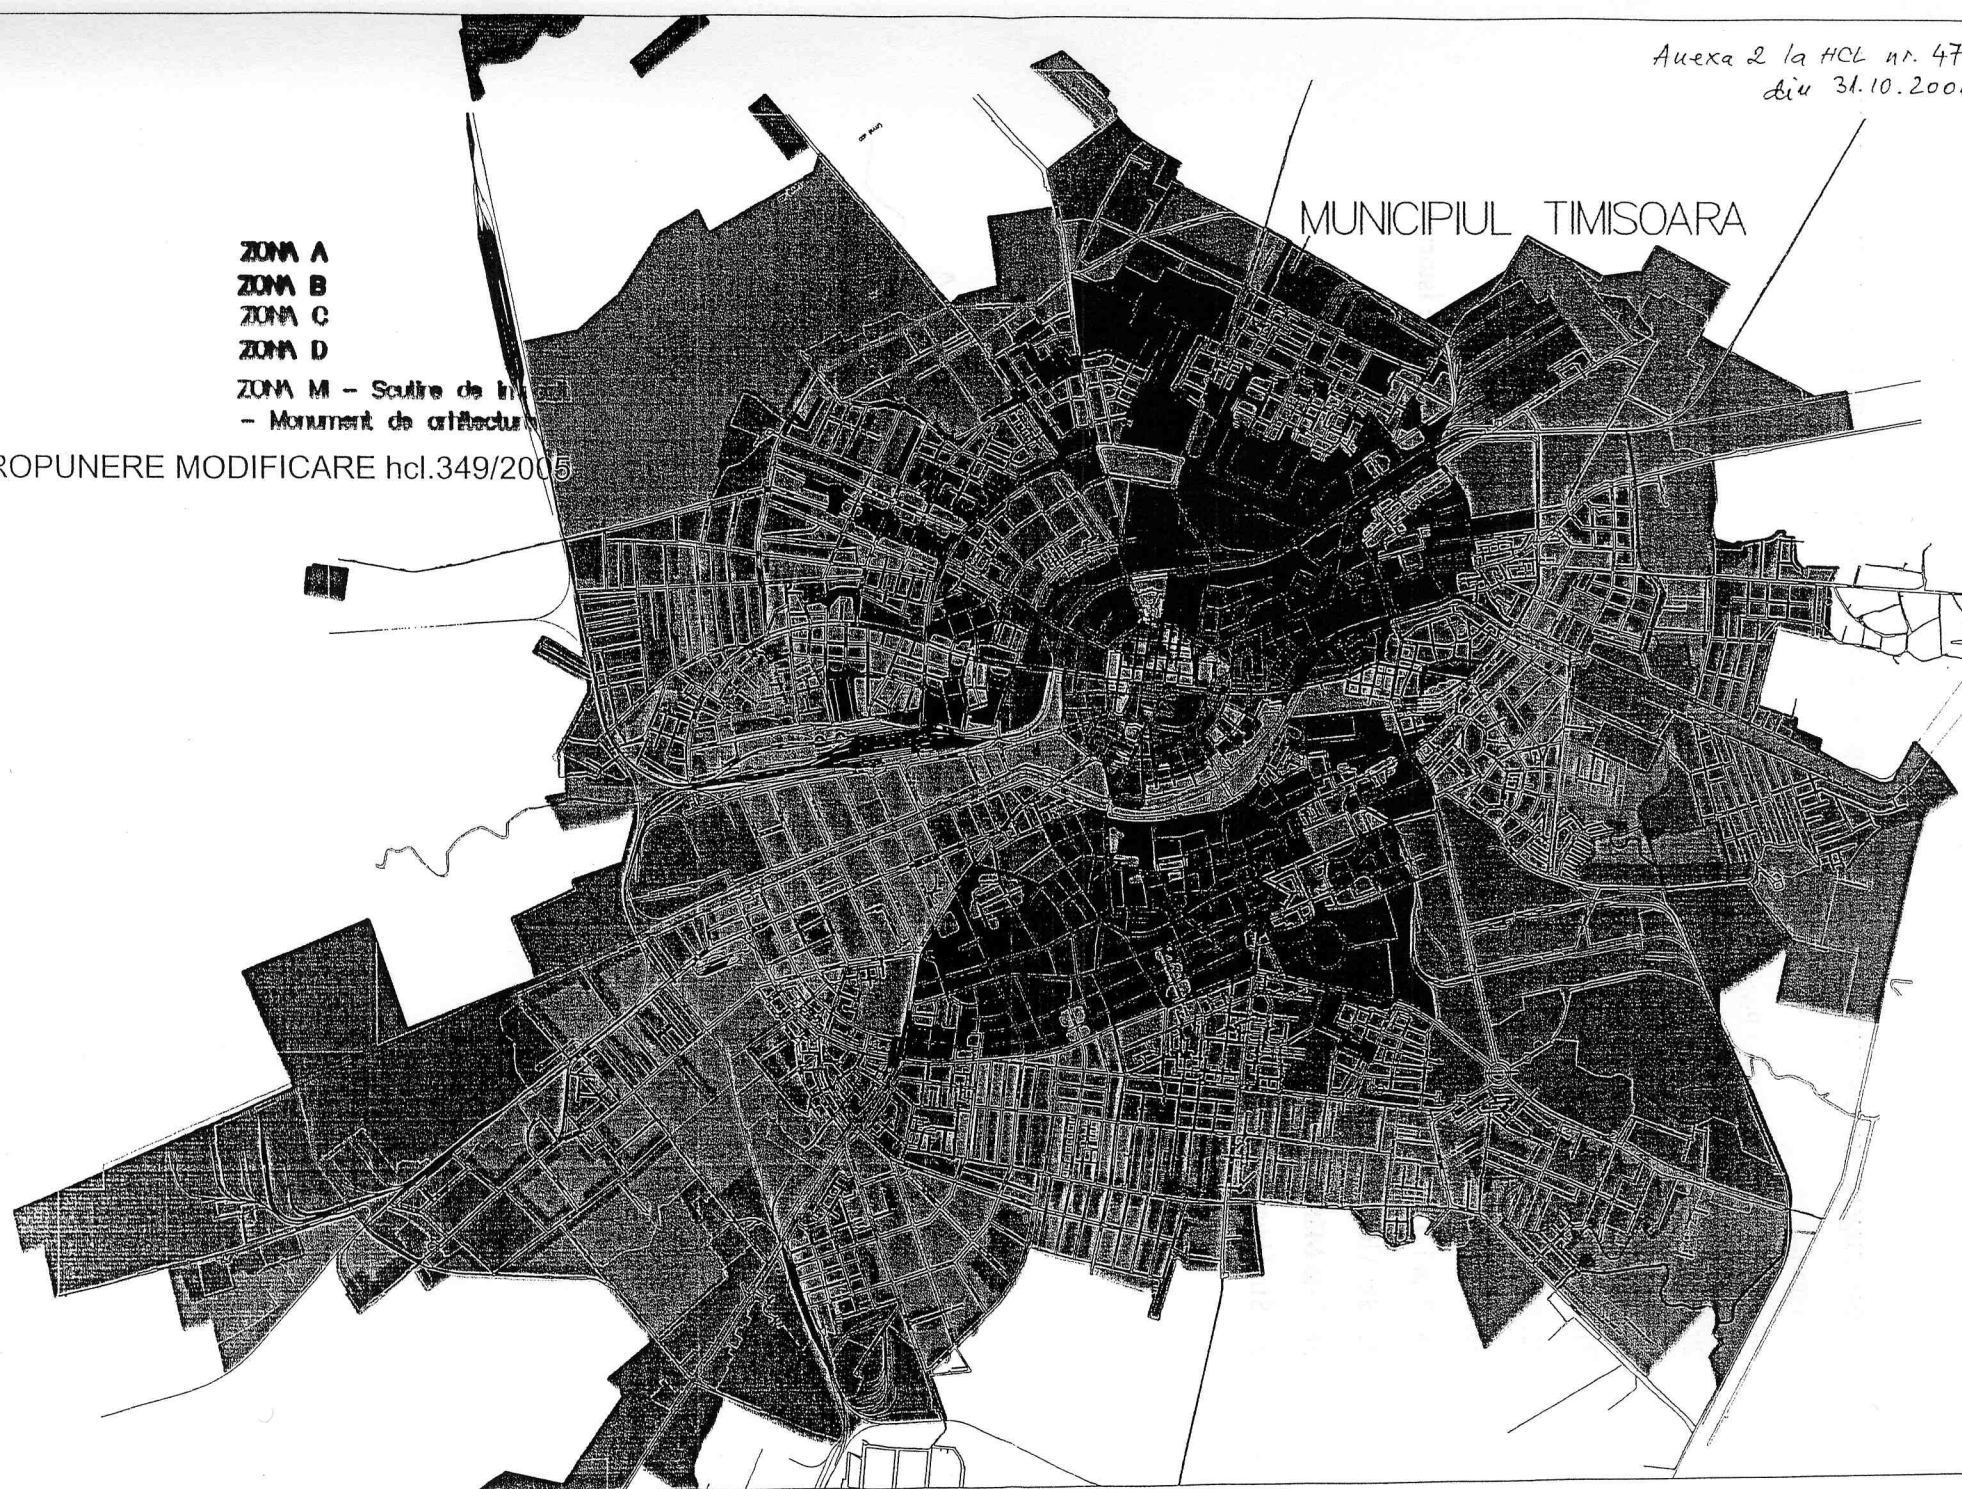 Anexa 2 la HCL nr. 47
din 31.10.200
MUNICIPIUL TIMISOARA
ZONA A
ZONA B
ZONA C
ZONA D
ZONA M - Scutire de
- Monument de arhitectura
ROPUNERE MODIFICARE hcl.349/2005